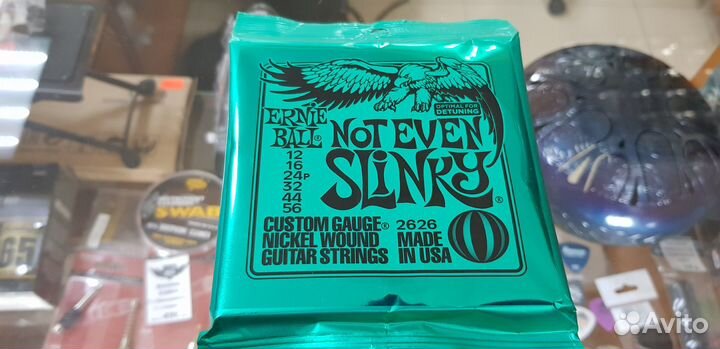 OPTIMAL FOR
DETUNING
ERNIE
BALL®
NOT EVEN
SLINKY®
12
16
24P
32
44
56
CUSTOM GAUGE®
NICKEL WOUND
GUITAR STRINGS
2626
MADE
IN USA
SWAB
65
Avito